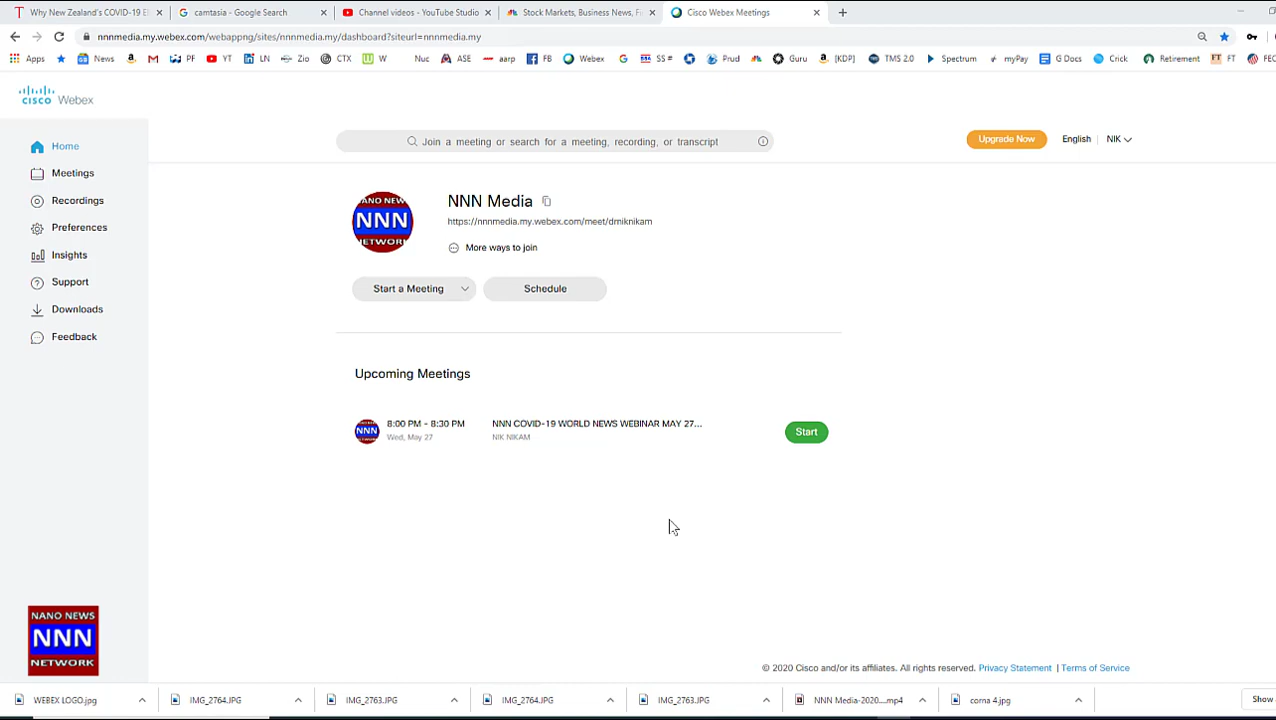 Why New Zealand's COVID-19 El
camtasia - Google Search
Channel videos - YouTube Studio
Stock Markets, Business News, F
Cisco Webex Meetings
nnnmedia.my.webex.com/webappng/sites/nnnmedia.my/dashboard?siteurl=nnnmedia.my
Apps News PF YT LN Zio CTX W Nuc ASE aarp FB Webex SS # Prud Guru [KDP] TMS 2.0 Spectrum myPay G Docs Crick Retirement FT FEC
CISCO Webex
Join a meeting or search for a meeting, recording, or transcript
Upgrade Now
English
NIK
Home
Meetings
Recordings
Preferences
Insights
Support
Downloads
Feedback
NANO NEW
NNN
NETWORK
NNN Media
https://nnnmedia.my.webex.com/meet/drniknikam
More ways to join
Start a Meeting
Schedule
Upcoming Meetings
NNN
8:00 PM - 8:30 PM
Wed, May 27
NNN COVID-19 WORLD NEWS WEBINAR MAY 27...
NIK NIKAM
Start
NANO NEWS
NNN
NETWORK
© 2020 Cisco and/or its affiliates. All rights reserved. Privacy Statement | Terms of Service
WEBEX LOGO.jpg
IMG_2764.JPG
IMG_2763.JPG
IMG_2764.JPG
IMG_2763.JPG
NNN Media-2020....mp4
corna 4.jpg
Show